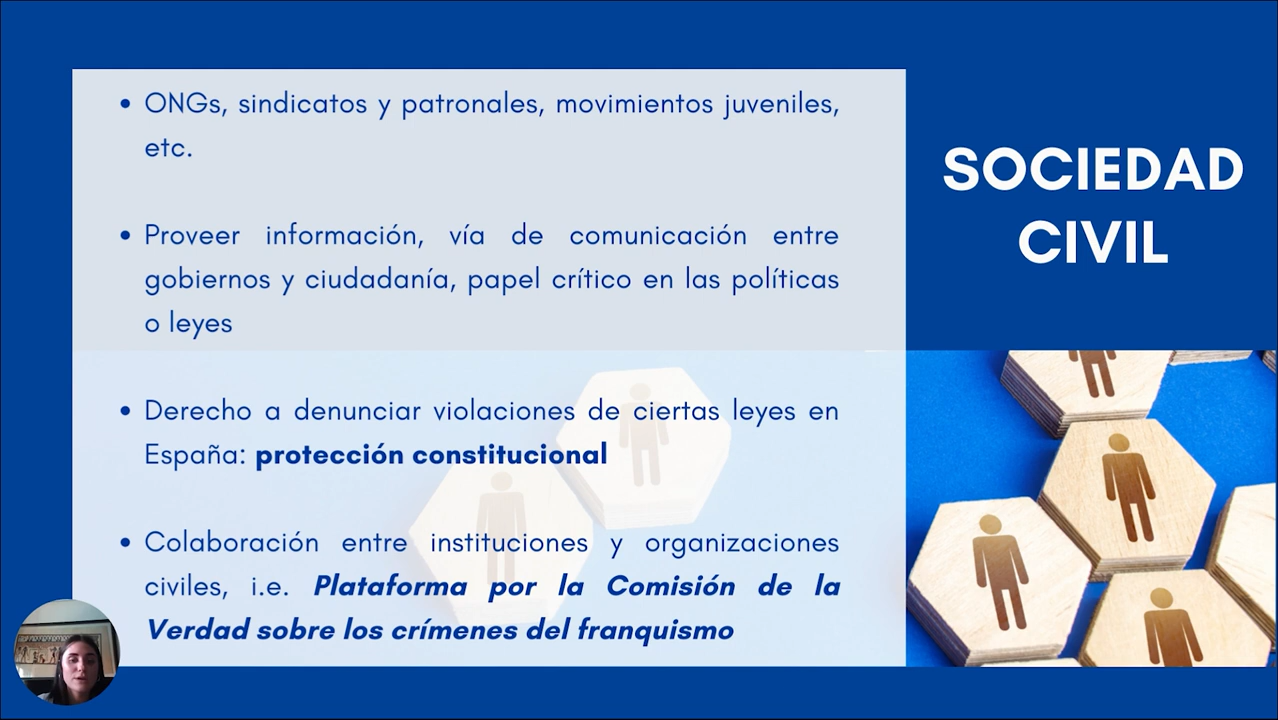 • ONGs, sindicatos y patronales, movimientos juveniles,
etc.
• Proveer información, vía de comunicación entre
gobiernos y ciudadanía, papel crítico en las políticas
o leyes
• Derecho a denunciar violaciones de ciertas leyes en
España: protección constitucional
• Colaboración entre instituciones y organizaciones
civiles, i.e. Plataforma por la Comisión de la
Verdad sobre los crímenes del franquismo
SOCIEDAD
CIVIL